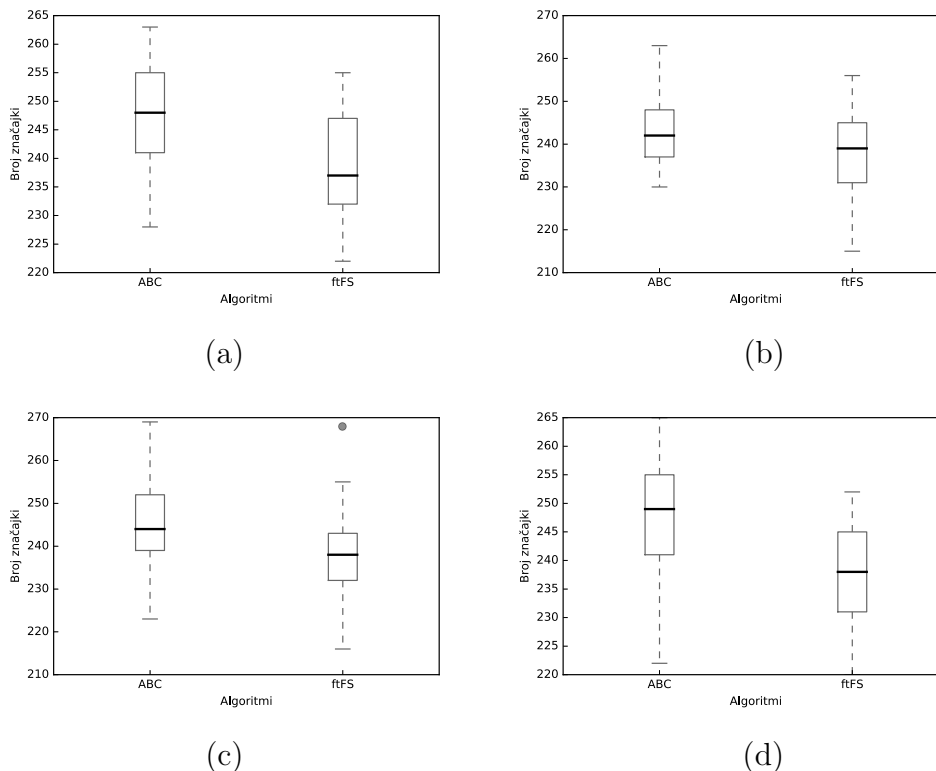 265
260
255
250
245
240
235
230
225
220
Broj značajki
ABC
ftFS
Algoritmi
(a)
270
260
250
240
230
220
210
Broj značajki
ABC
ftFS
Algoritmi
(b)
270
260
250
240
230
220
210
Broj značajki
ABC
ftFS
Algoritmi
(c)
265
260
255
250
245
240
235
230
225
220
Broj značajki
ABC
ftFS
Algoritmi
(d)